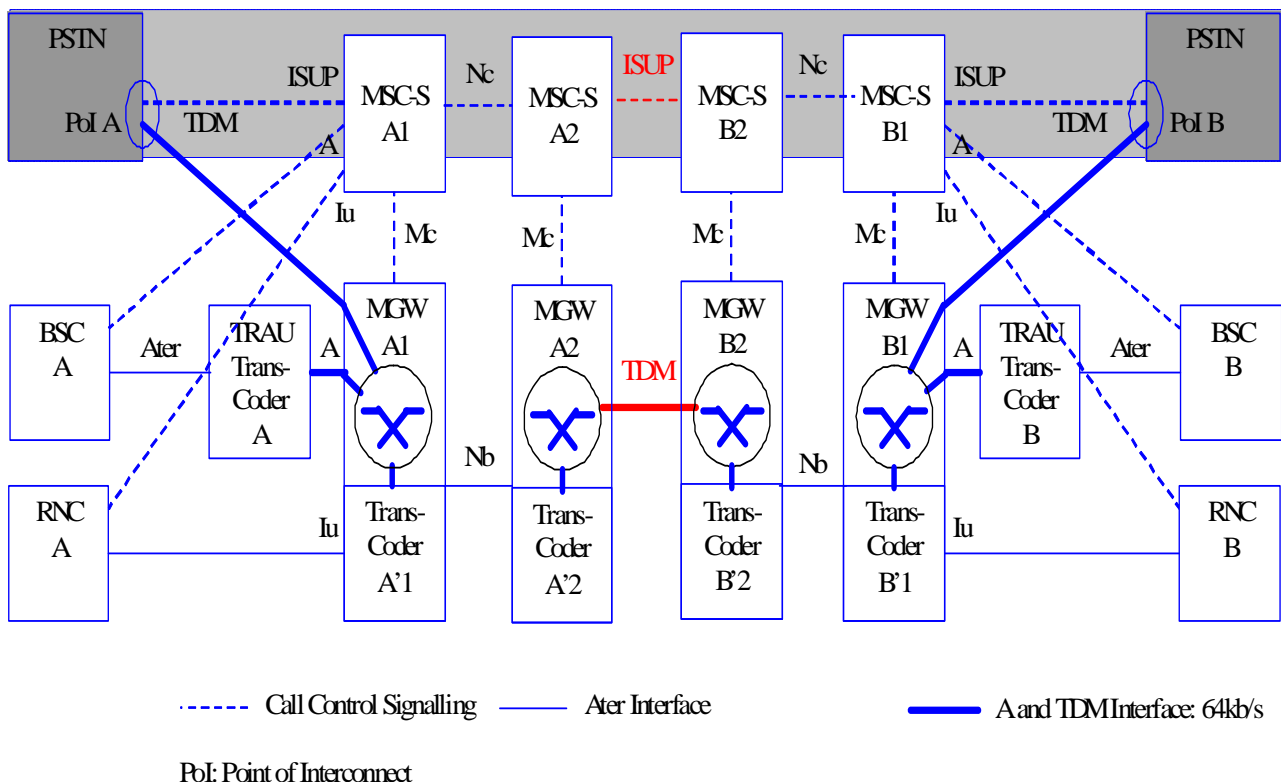 PSTN
PSTN
ISUP
Nc
ISUP
Nc
ISUP
MSC-S
A1
MSC-S
A2
MSC-S
B2
MSC-S
B1
PoI A
TDM
TDM
PoI B
A
A
Iu
Iu
Mc
Mc
Mc
Mc
MGW
A1
MGW
A2
MGW
B2
MGW
B1
BSC
A
Ater
TRAU
Trans-
Coder
A
A
TDM
A
TRAU
Trans-
Coder
B
Ater
BSC
B
Nb
Nb
RNC
A
Iu
Trans-
Coder
A'1
Trans-
Coder
A'2
Trans-
Coder
B'2
Trans-
Coder
B'1
Iu
RNC
B
Call Control Signalling
Ater Interface
A and TDM Interface: 64kb/s
PoI: Point of Interconnect